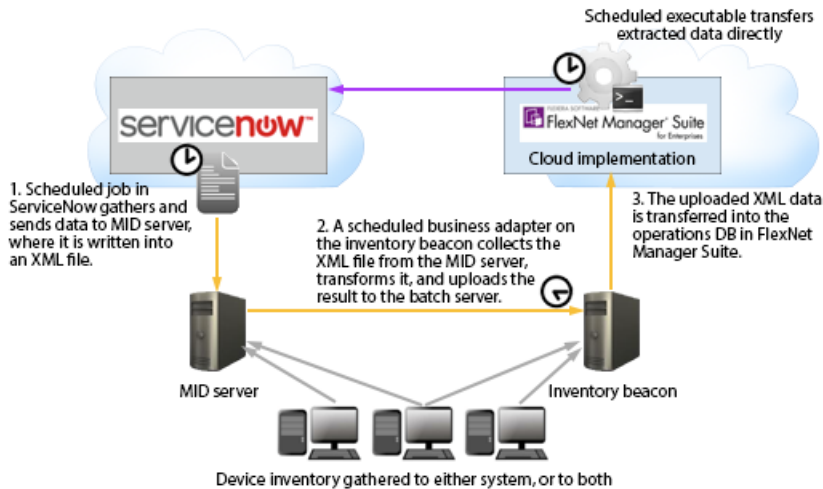 Scheduled executable transfers
extracted data directly
servicenow™
>_
FLEXERA SOFTWARE
FlexNet Manager® Suite
for Enterprises
Cloud implementation
1. Scheduled job in
ServiceNow gathers and
sends data to MID server,
where it is written into
an XML file.
2. A scheduled business adapter on
the inventory beacon collects the
XML file from the MID server,
transforms it, and uploads the
result to the batch server.
3. The uploaded XML data
is transferred into the
operations DB in FlexNet
Manager Suite.
MID server
Inventory beacon
Device inventory gathered to either system, or to both